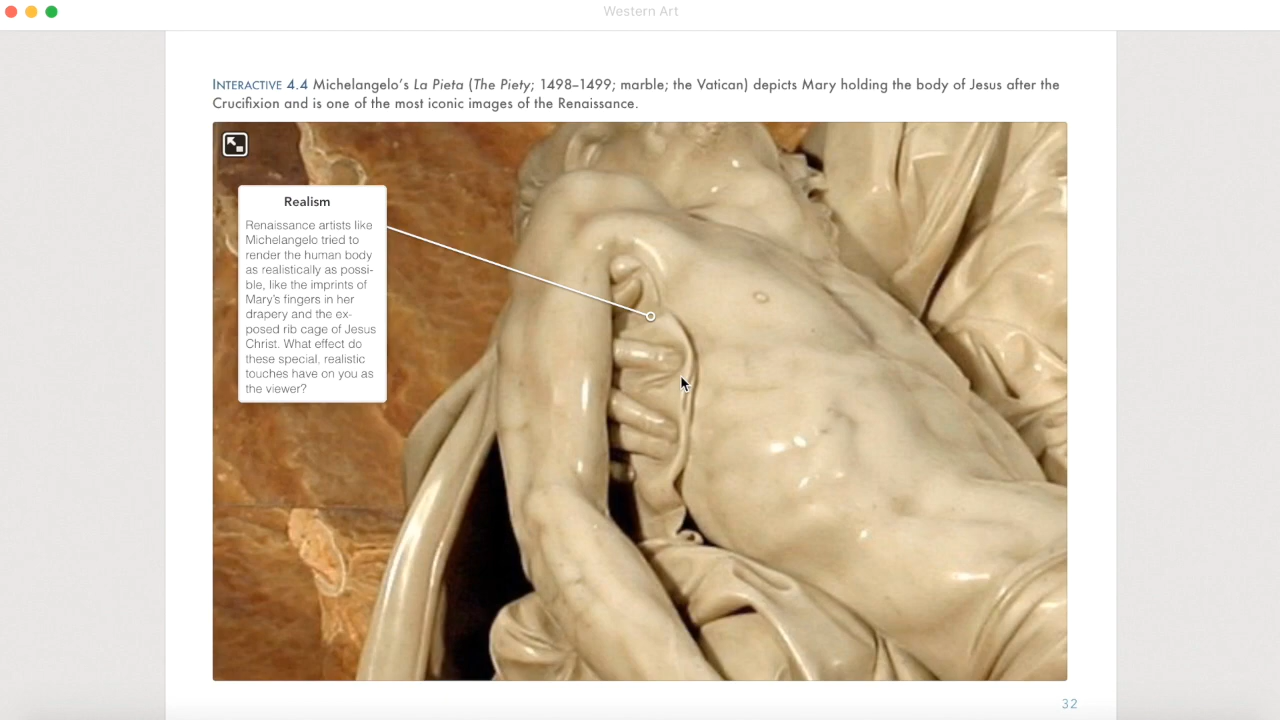 Western Art
INTERACTIVE 4.4 Michelangelo's La Pieta (The Piety; 1498–1499; marble; the Vatican) depicts Mary holding the body of Jesus after the
Crucifixion and is one of the most iconic images of the Renaissance.
Realism
Renaissance artists like
Michelangelo tried to
render the human body
as realistically as possi-
ble, like the imprints of
Mary's fingers in her
drapery and the ex-
posed rib cage of Jesus
Christ. What effect do
these special, realistic
touches have on you as
the viewer?
32